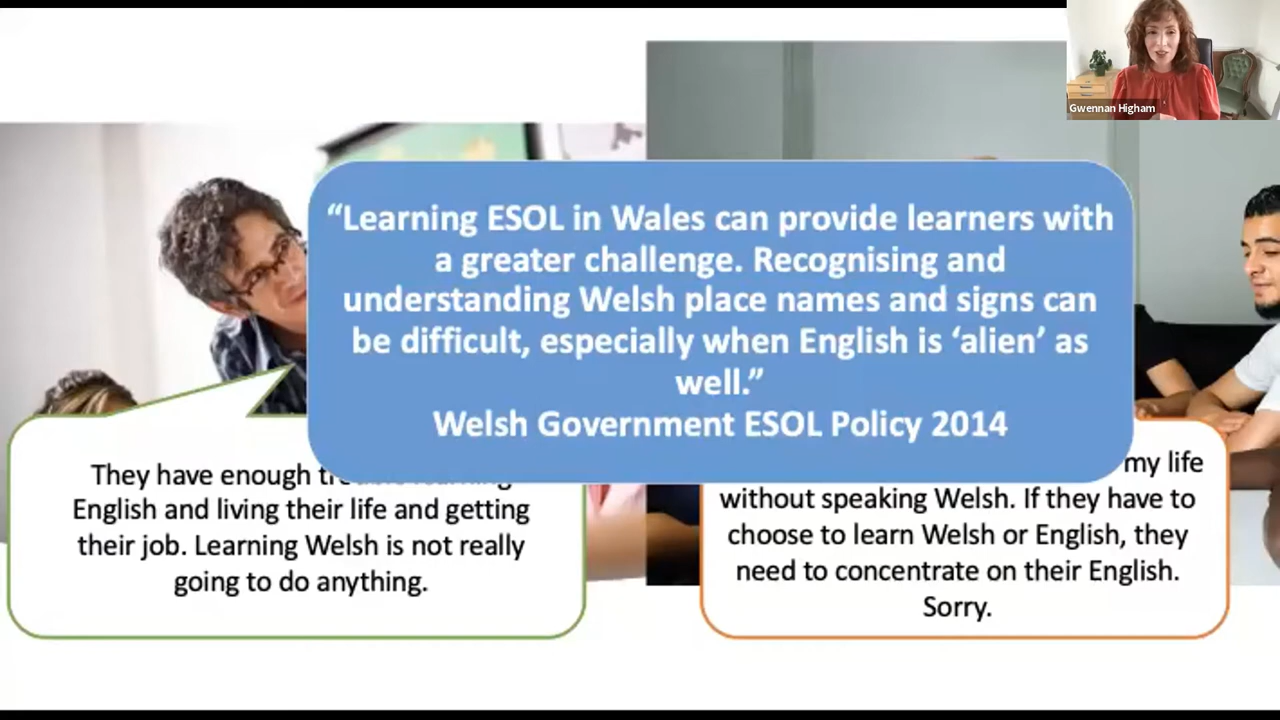 Gwennan Higham
“Learning ESOL in Wales can provide learners with
a greater challenge. Recognising and
understanding Welsh place names and signs can
be difficult, especially when English is ‘alien’ as
well.”
Welsh Government ESOL Policy 2014
They have enough
English and living their life and getting
their job. Learning Welsh is not really
going to do anything.
my life
without speaking Welsh. If they have to
choose to learn Welsh or English, they
need to concentrate on their English.
Sorry.